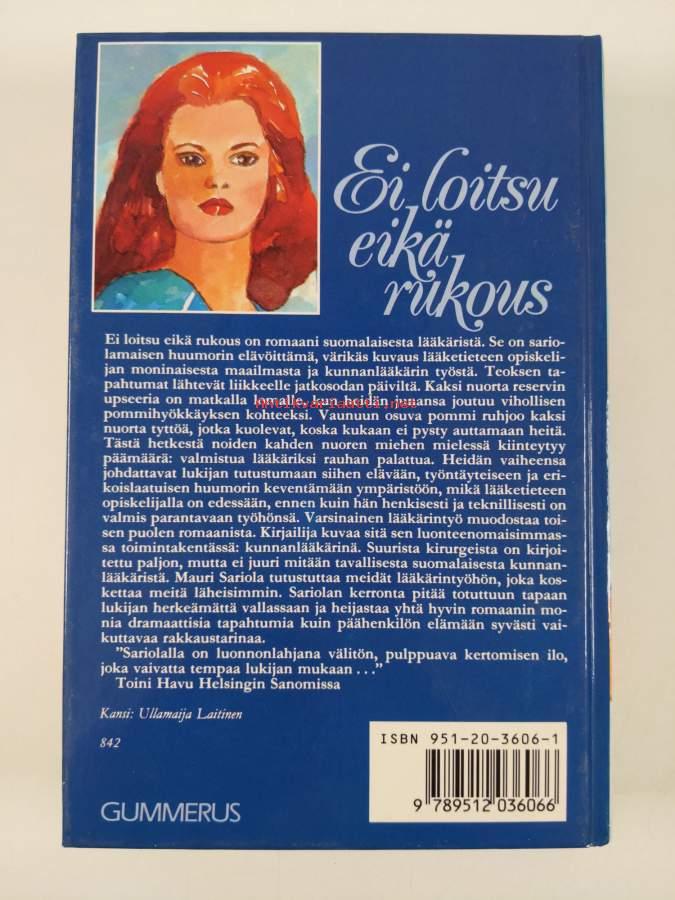 Ei loitsu
eikä
rukous
Ei loitsu eikä rukous on romaani suomalaisesta lääkäristä. Se on sario-
lamaisen huumorin elävöittämä, värikäs kuvaus lääketieteen opiskeli-
jan moninaisesta maailmasta ja kunnanlääkärin työstä. Teoksen ta-
pahtumat lähtevät liikkeelle jatkosodan päiviltä. Kaksi nuorta reservin
upseeria on matkalla lomalle, kun heidän junansa joutuu vihollisen
antikvariaatti.net
pommihyökkäyksen kohteeksi. Vaunuun osuva pommi ruhjoo kaksi
nuorta tyttöä, jotka kuolevat, koska kukaan ei pysty auttamaan heitä.
Tästä hetkestä noiden kahden nuoren miehen mielessä kiinteytyy
päämäärä: valmistua lääkäriksi rauhan palattua. Heidän vaiheensa
johdattavat lukijan tutustumaan siihen elävään, työntäyteiseen ja eri-
koislaatuisen huumorin keventämään ympäristöön, mikä lääketieteen
opiskelijalla on edessään, ennen kuin hän henkisesti ja teknillisesti on
valmis parantavaan työhönsä. Varsinainen lääkärintyö muodostaa toi-
sen puolen romaanista. Kirjailija kuvaa sitä sen luonteenomaisimmas-
sa toimintakentässä: kunnanlääkärinä. Suurista kirurgeista on kirjoi-
tettu paljon, mutta ei juuri mitään tavallisesta suomalaisesta kunnan-
lääkäristä. Mauri Sariola tutustuttaa meidät lääkärintyöhön, joka kos-
kettaa meitä läheisimmin. Sariolan kerronta pitää totuttuun tapaan
lukijan herkeämättä vallassaan ja heijastaa yhtä hyvin romaanin mo-
nia dramaattisia tapahtumia kuin päähenkilön elämään syvästi vai-
kuttavaa rakkaustarinaa.
"Sariolalla on luonnonlahjana välitön, pulppuava kertomisen ilo,
joka vaivatta tempaa lukijan mukaan . . ."
Toini Havu Helsingin Sanomissa
Kansi: Ullamaija Laitinen
842
ISBN 951-20-3606-1
9 789512 036066
GUMMERUS